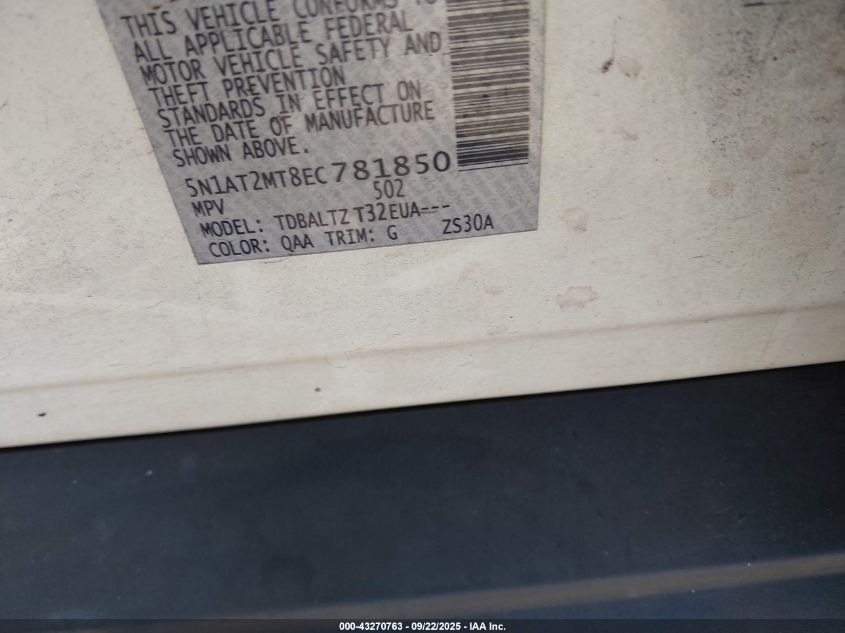 THIS VEHICLE CONFORMS TO
ALL APPLICABLE FEDERAL
MOTOR VEHICLE SAFETY AND
THEFT PREVENTION
STANDARDS IN EFFECT ON
THE DATE OF MANUFACTURE
SHOWN ABOVE.
5N1AT2MT8EC781850
MPV 502
MODEL: TDBALTZ T32EUA---
COLOR: QAA TRIM: G ZS30A
000-43270763 - 09/22/2025 - IAA Inc.